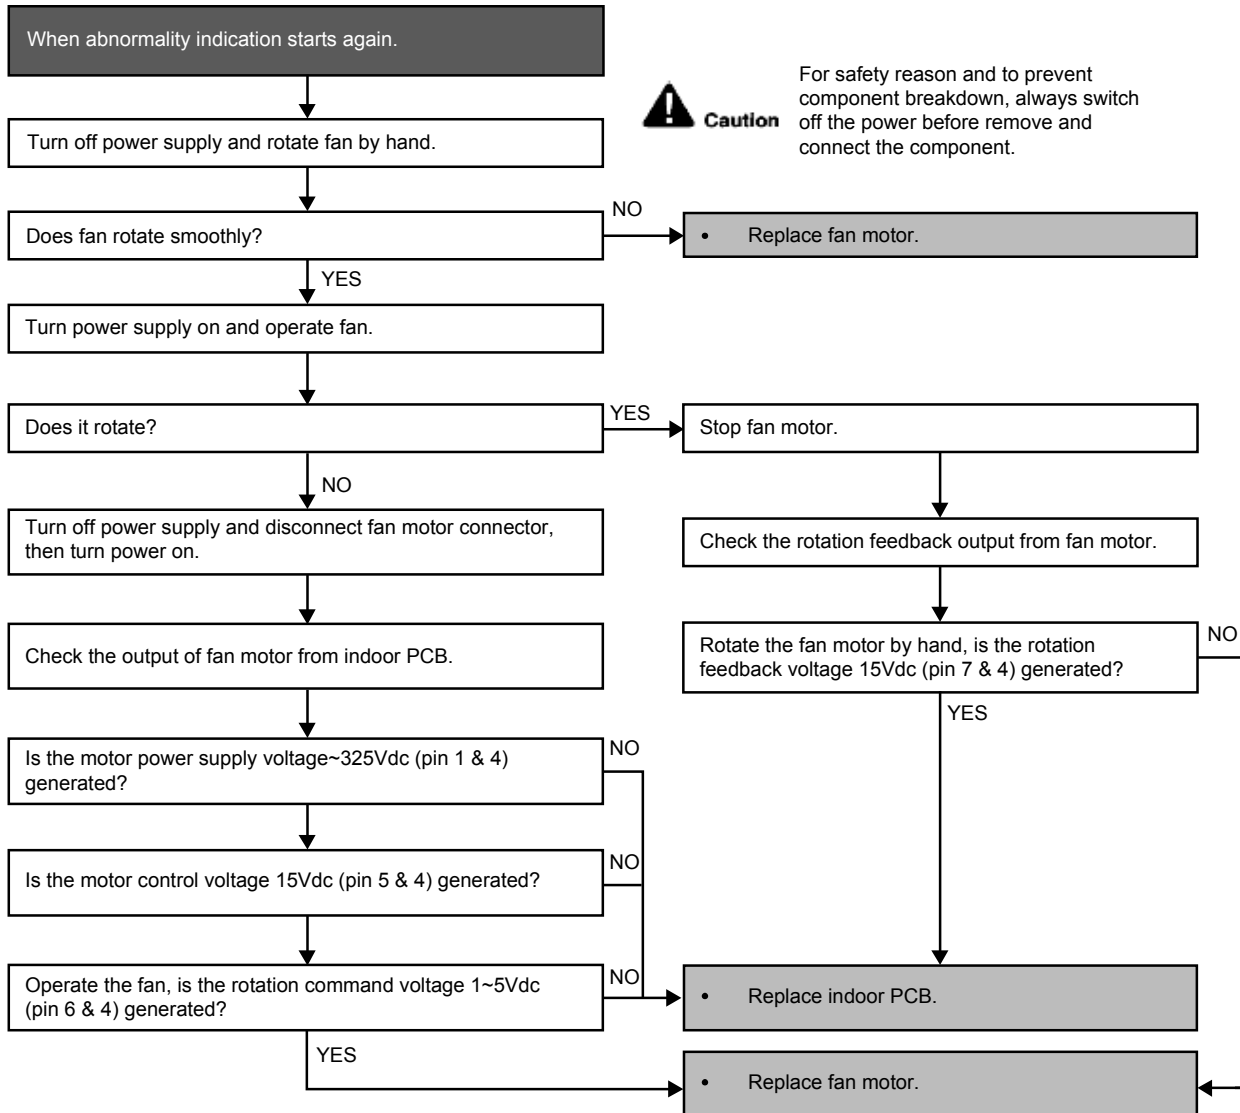 When abnormality indication starts again.
Caution
For safety reason and to prevent
component breakdown, always switch
off the power before remove and
connect the component.
Turn off power supply and rotate fan by hand.
Does fan rotate smoothly?
NO
• Replace fan motor.
YES
Turn power supply on and operate fan.
Does it rotate?
YES
Stop fan motor.
NO
Turn off power supply and disconnect fan motor connector,
then turn power on.
Check the rotation feedback output from fan motor.
Check the output of fan motor from indoor PCB.
Rotate the fan motor by hand, is the rotation
feedback voltage 15Vdc (pin 7 & 4) generated?
NO
YES
Is the motor power supply voltage~325Vdc (pin 1 & 4)
generated?
NO
Is the motor control voltage 15Vdc (pin 5 & 4) generated?
NO
Operate the fan, is the rotation command voltage 1~5Vdc
(pin 6 & 4) generated?
NO
• Replace indoor PCB.
YES
• Replace fan motor.